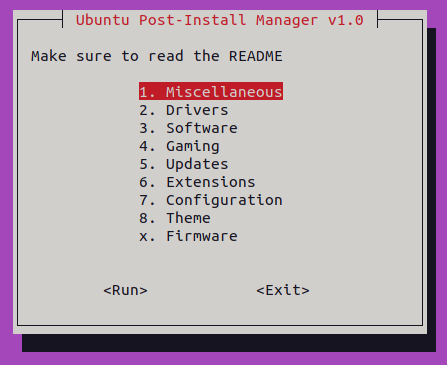 Ubuntu Post-Install Manager v1.0
Make sure to read the README
1. Miscellaneous
2. Drivers
3. Software
4. Gaming
5. Updates
6. Extensions
7. Configuration
8. Theme
x. Firmware
<Run> <Exit>